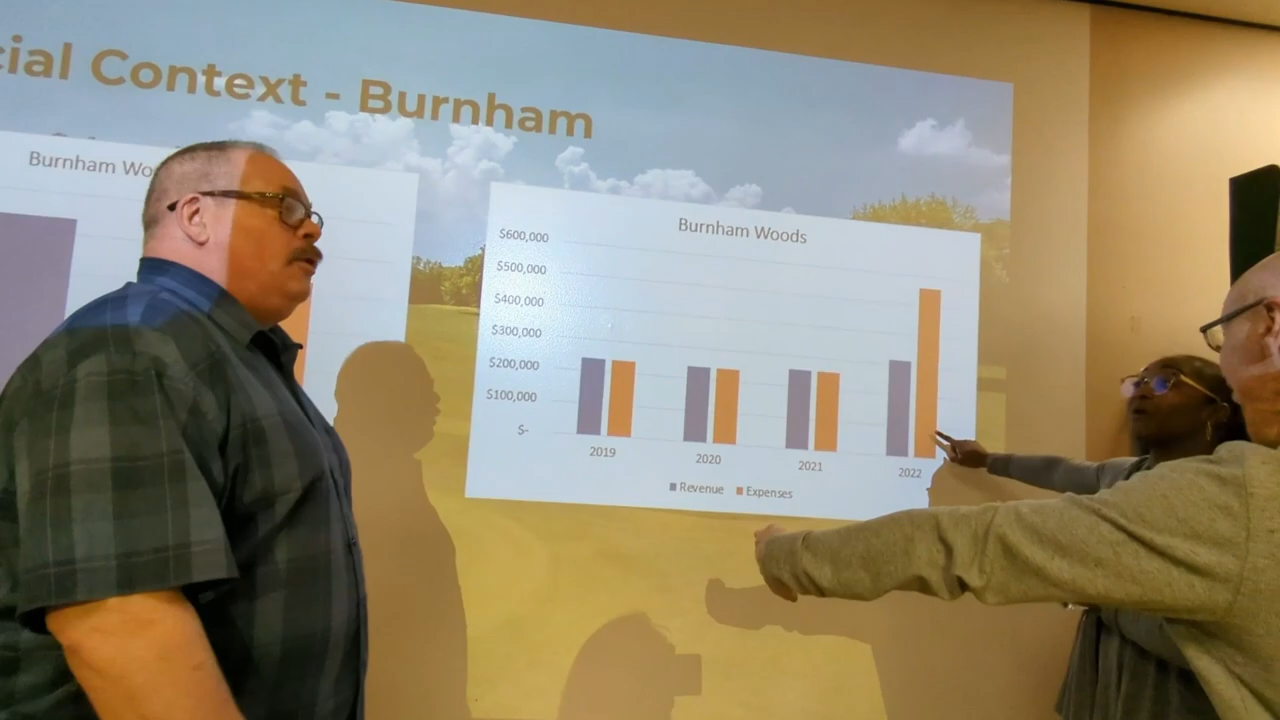 cial Context - Burnham
Burnham Wo
Burnham Woods
$600,000
$500,000
$400,000
$300,000
$200,000
$100,000
$-
2019 2020 2021 2022
Revenue Expenses